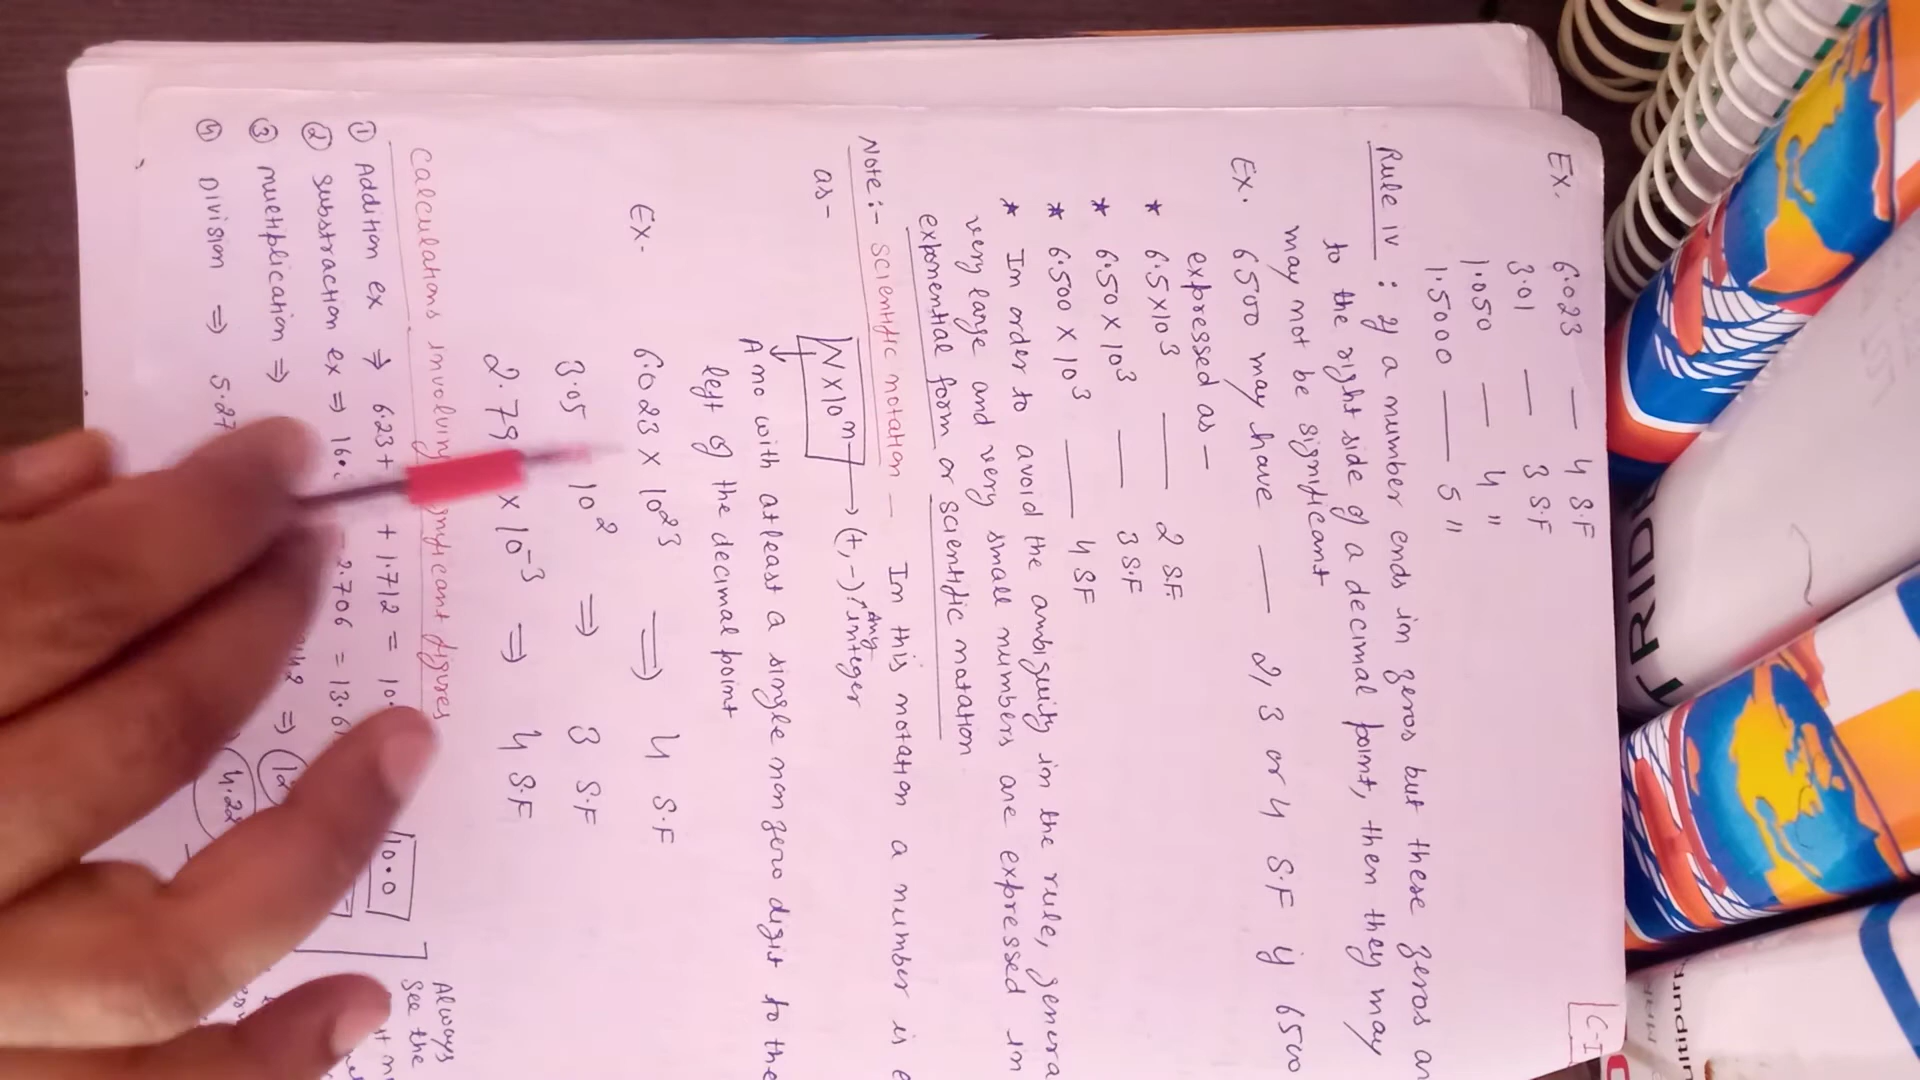 C-I
Ex. 6.023 — 4 S.F
3.01 — 3 S.F
1.050 — 4 "
1.5000 — 5 "
Rule iv : If a number ends in zeros but these zeros
to the right side of a decimal point, then they may
may not be significant
Ex. 6500 may have — 2, 3 or 4 S.F if 6500
expressed as –
* 6.5 x 10³ — 2 S.F.
* 6.50 x 10³ — 3 S.F
* 6.500 x 10³ — 4 SF
* In order to avoid the ambiguity in the rule,
very large and very small numbers are expressed in
exponential form or scientific notation
Note :- scientific notation – In this notation a number is
as –
N x 10ⁿ → (+, -) Any integer
A no with atleast a single non zero digit to the
left of the decimal point
Ex- 6.023 x 10²³ ⇒ 4 S.F
3.05 10² ⇒ 3 S.F
2.79 x 10⁻³ ⇒ 4 S.F
calculations involving digures
① Addition ex ⇒ 6.23 + + 1.712 = 10.0
② substraction ex ⇒ 16. – 2.706 = 13.6
③ multiplication ⇒ ⇒ 12
④ Division ⇒ 5.27 4.22
Always
see the
TRID